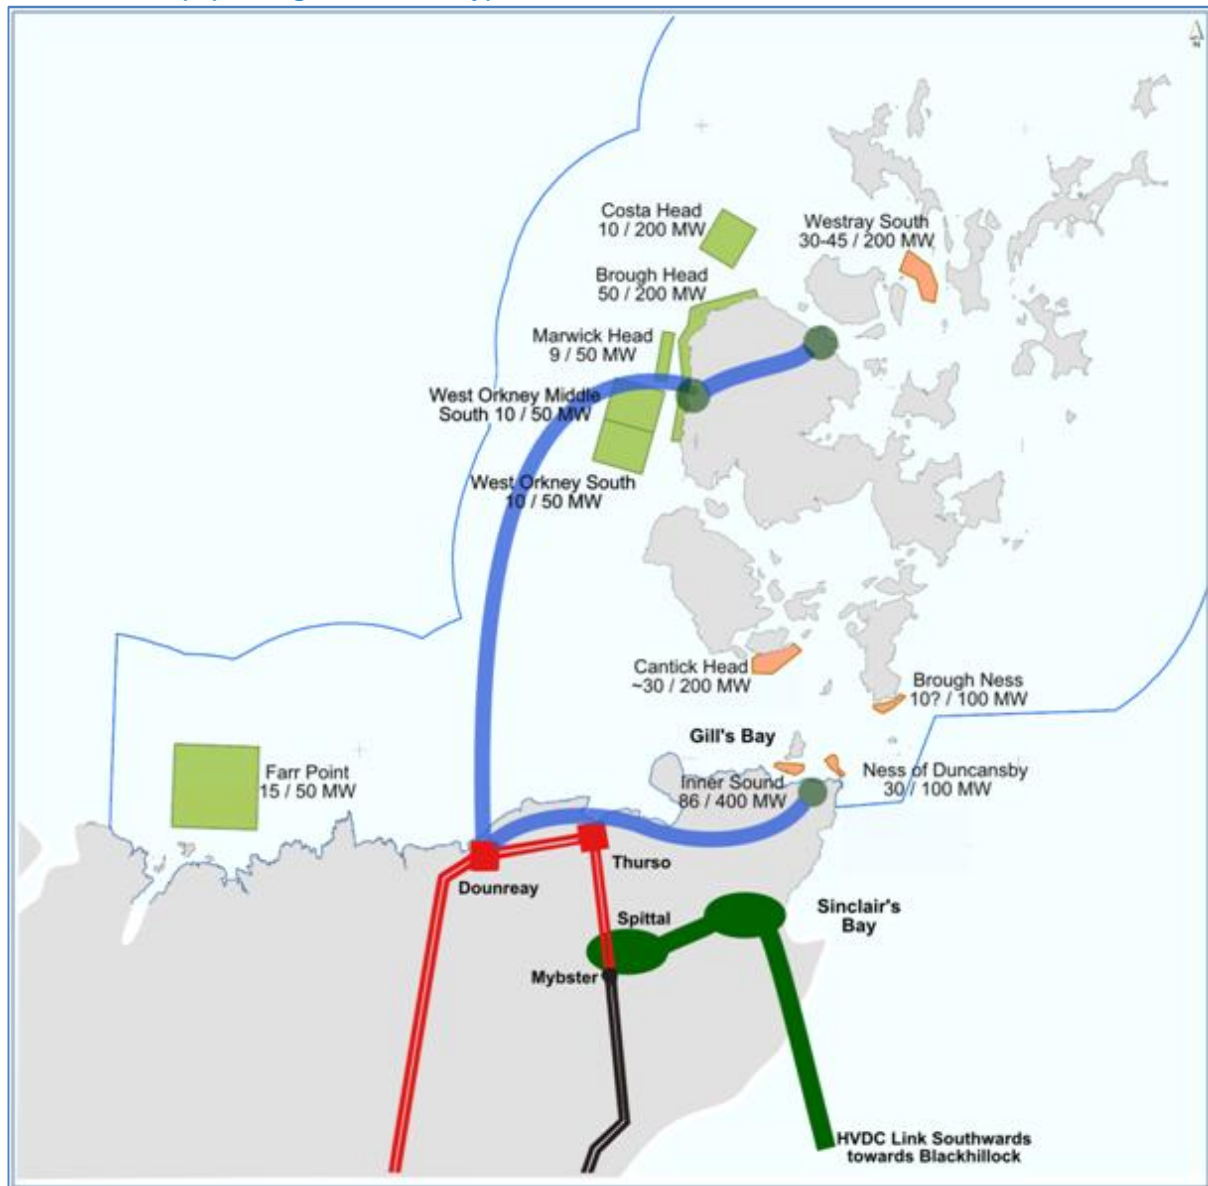 N
Costa Head
10 / 200 MW
Westray South
30-45 / 200 MW
Brough Head
50 / 200 MW
Marwick Head
9 / 50 MW
West Orkney Middle
South 10 / 50 MW
West Orkney South
10 / 50 MW
Cantick Head
~30 / 200 MW
Brough Ness
10? / 100 MW
Gill's Bay
Farr Point
15 / 50 MW
Inner Sound
86 / 400 MW
Ness of Duncansby
30 / 100 MW
Thurso
Dounreay
Spittal
Sinclair's
Bay
Mybster
HVDC Link Southwards
towards Blackhillock